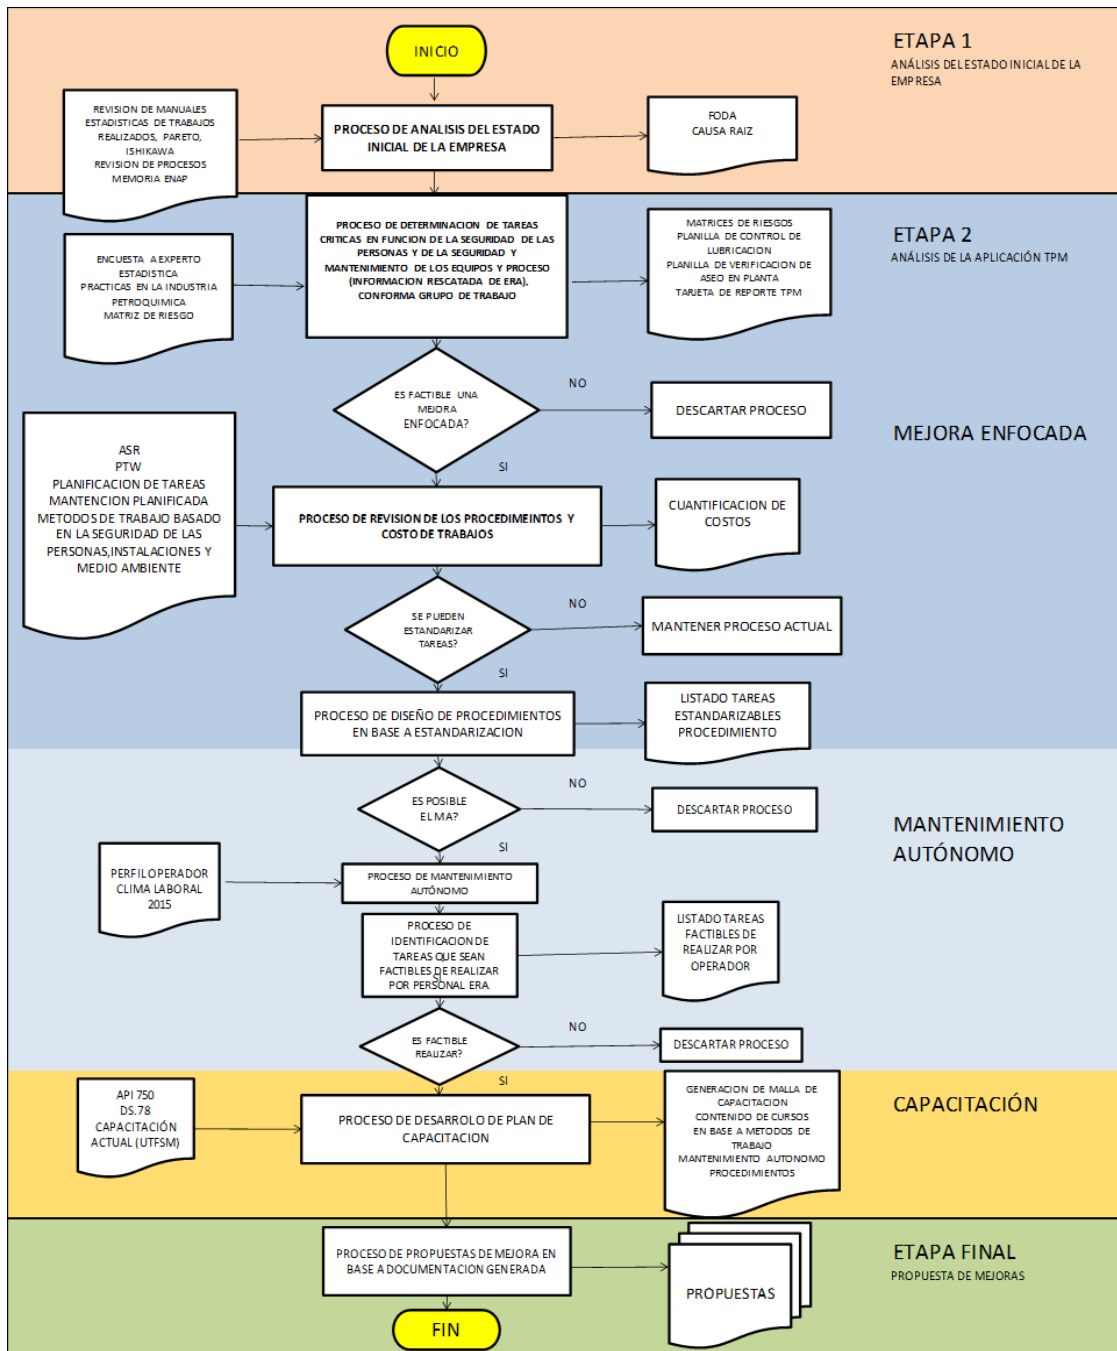 INICIO
ETAPA 1
ANÁLISIS DEL ESTADO INICIAL DE LA
EMPRESA
REVISION DE MANUALES
ESTADISTICAS DE TRABAJOS
REALIZADOS, PARETO,
ISHIKAWA
REVISION DE PROCESOS
MEMORIA ENAP
PROCESO DE ANALISIS DEL ESTADO
INICIAL DE LA EMPRESA
FODA
CAUSA RAIZ
ETAPA 2
ANÁLISIS DE LA APLICACIÓN TPM
ENCUESTA A EXPERTO
ESTADISTICA
PRACTICAS EN LA INDUSTRIA
PETROQUIMICA
MATRIZ DE RIESGO
PROCESO DE DETERMINACION DE TAREAS
CRITICAS EN FUNCION DE LA SEGURIDAD DE LAS
PERSONAS Y DE LA SEGURIDAD Y
MANTENIMIENTO DE LOS EQUIPOS Y PROCESO
(INFORMACION RESCATADA DE ERA),
CONFORMA GRUPO DE TRABAJO
MATRICES DE RIESGOS
PLANILLA DE CONTROL DE
LUBRICACION
PLANILLA DE VERIFICACION DE
ASEO EN PLANTA
TARJETA DE REPORTE TPM
ES FACTIBLE UNA
MEJORA
ENFOCADA?
NO
DESCARTAR PROCESO
MEJORA ENFOCADA
SI
ASR
PTW
PLANIFICACION DE TAREAS
MANTENCION PLANIFICADA
METODOS DE TRABAJO BASADO
EN LA SEGURIDAD DE LAS
PERSONAS,INSTALACIONES Y
MEDIO AMBIENTE
PROCESO DE REVISION DE LOS PROCEDIMEINTOS Y
COSTO DE TRABAJOS
CUANTIFICACION DE
COSTOS
SE PUEDEN
ESTANDARIZAR
TAREAS?
NO
MANTENER PROCESO ACTUAL
SI
PROCESO DE DISEÑO DE PROCEDIMIENTOS
EN BASE A ESTANDARIZACION
LISTADO TAREAS
ESTANDARIZABLES
PROCEDIMIENTO
ES POSIBLE
EL MA?
NO
DESCARTAR PROCESO
MANTENIMIENTO
AUTÓNOMO
SI
PERFIL OPERADOR
CLIMA LABORAL
2015
PROCESO DE MANTENIMIENTO
AUTÓNOMO
PROCESO DE
IDENTIFICACION DE
TAREAS QUE SEAN
FACTIBLES DE REALIZAR
SI
POR PERSONAL ERA.
LISTADO TAREAS
FACTIBLES DE
REALIZAR POR
OPERADOR
ES FACTIBLE
REALIZAR?
NO
DESCARTAR PROCESO
SI
API 750
DS.78
CAPACITACIÓN
ACTUAL (UTFSM)
PROCESO DE DESARROLO DE PLAN DE
CAPACITACION
GENERACION DE MALLA DE
CAPACITACION
CONTENIDO DE CURSOS
EN BASE A METODOS DE
TRABAJO
MANTENIMIENTO AUTONOMO
PROCEDIMIENTOS
CAPACITACIÓN
PROCESO DE PROPUESTAS DE MEJORA EN
BASE A DOCUMENTACION GENERADA
PROPUESTAS
ETAPA FINAL
PROPUESTA DE MEJORAS
FIN